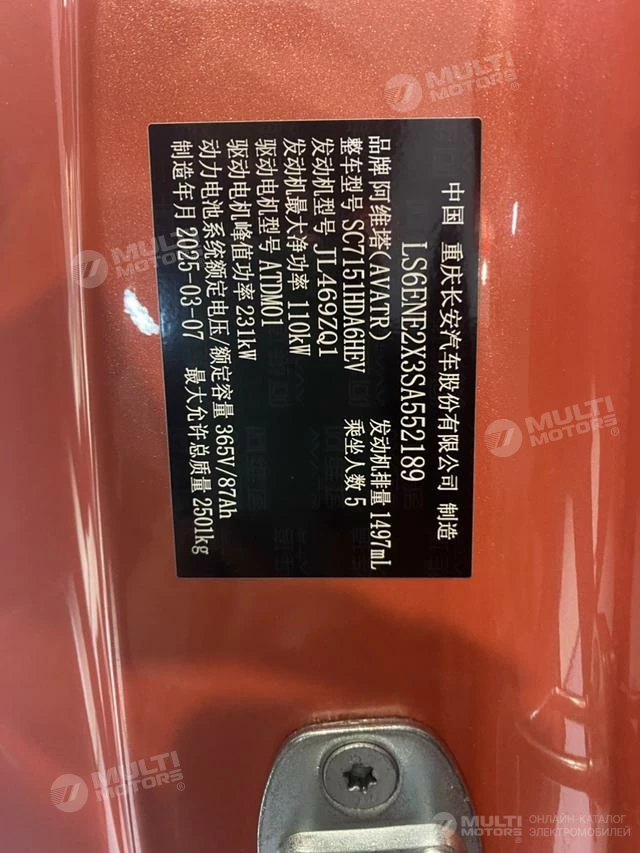 中国 重庆长安汽车股份有限公司 制造
LS6ENE2X3SA552189
品牌 阿维塔(AVATR) 发动机排量 1497mL
整车型号 SC7151HDA6HEV 乘坐人数 5
发动机型号 JL469ZQ1
发动机最大净功率 110kW
驱动电机型号 ATDM01
驱动电机峰值功率 231kW
动力电池系统额定电压/额定容量 365V/87Ah
制造年月 2025-03-07 最大允许总质量 2501kg
MULTI MOTORS
MULTI MOTORS
MULTI MOTORS
MULTI MOTORS
MULTI MOTORS ОНЛАЙН-КАТАЛОГ ЭЛЕКТРОМОБИЛЕЙ